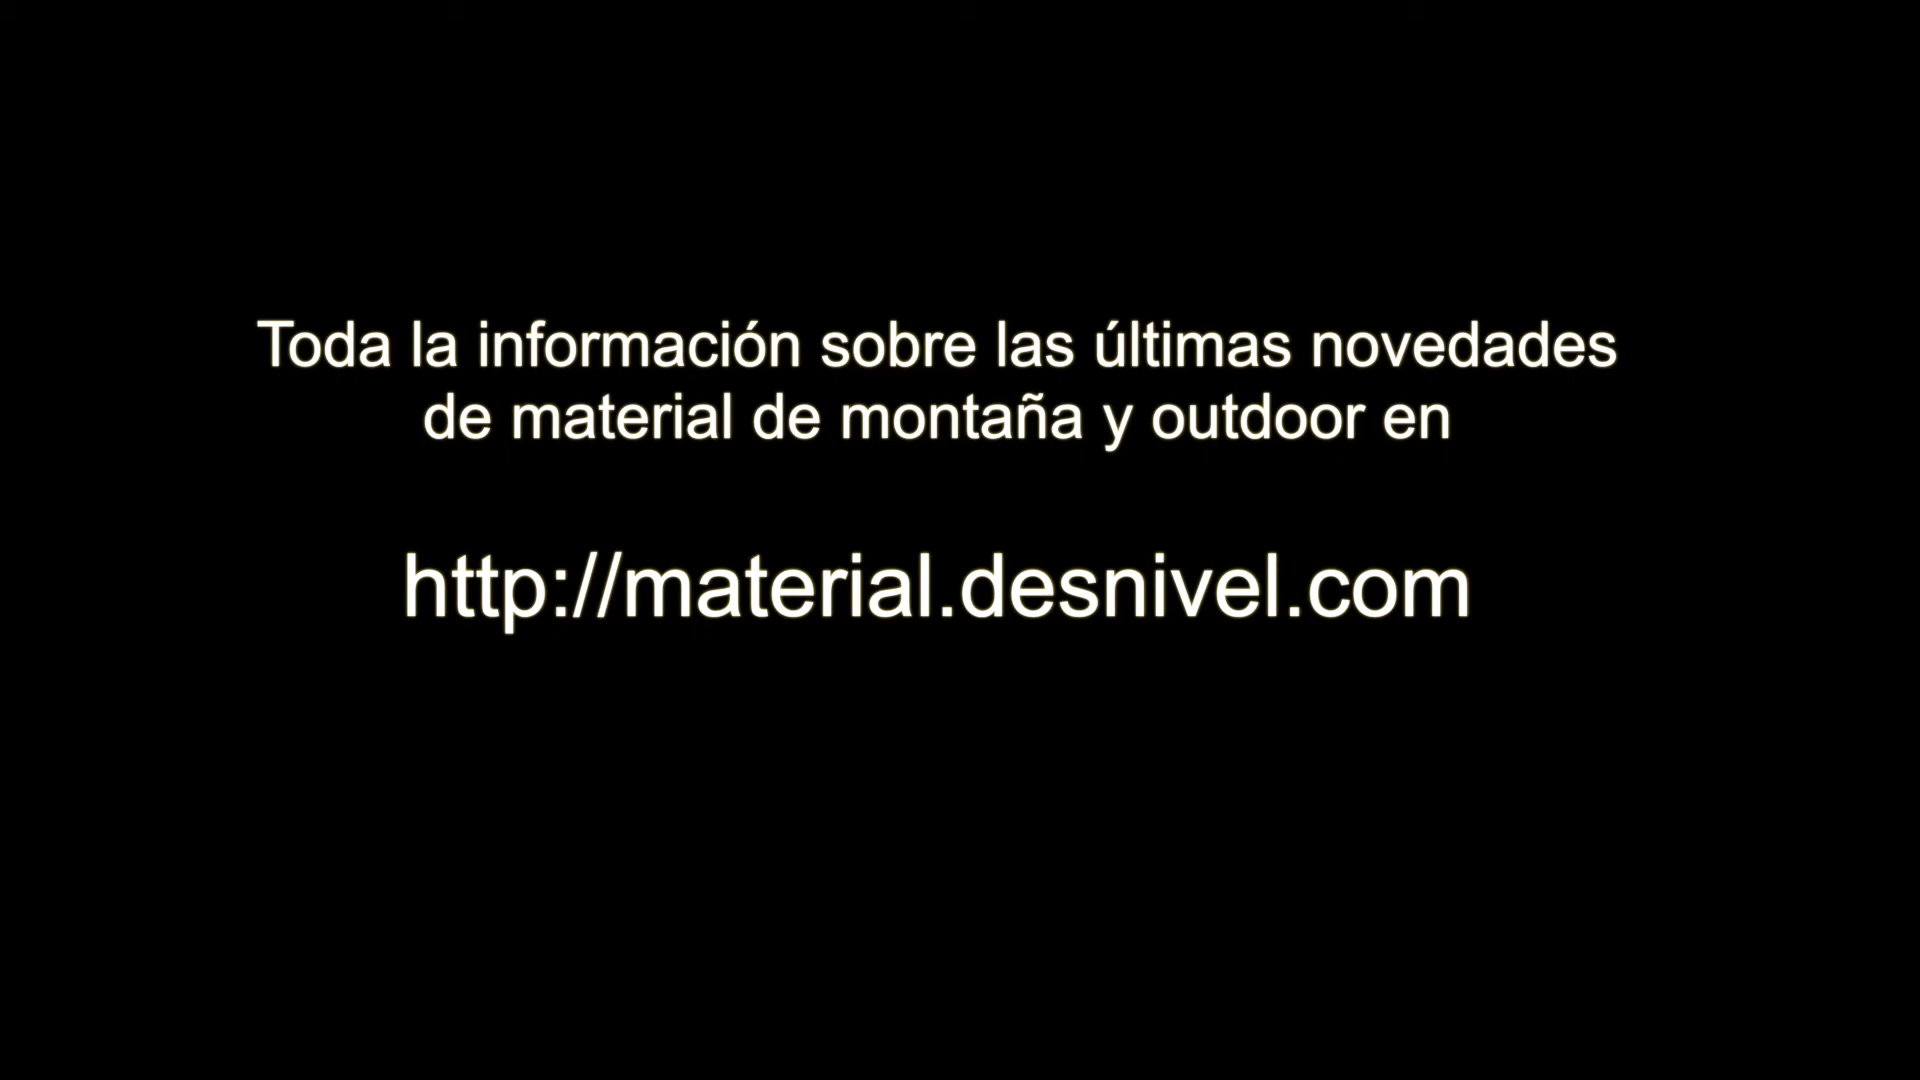 Toda la información sobre las últimas novedades
de material de montaña y outdoor en
http://material.desnivel.com